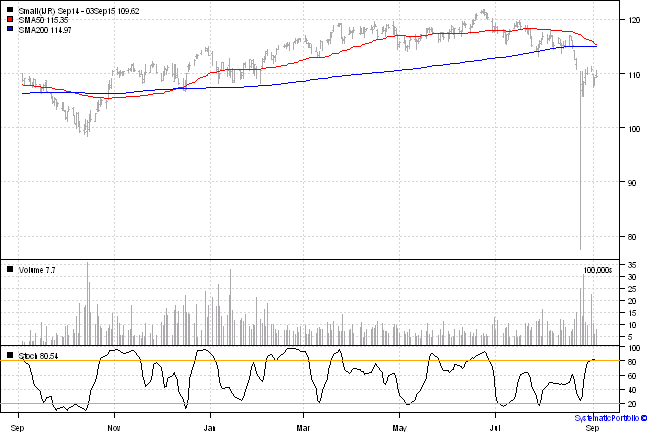 Small(IJR) Sep14 - 03Sep15 109.62
SMA50 115.35
SMA200 114.97
120
110
100
90
80
Volume 7.7
100,000s
35
30
25
20
15
10
5
Stoch 80.54
100
80
60
40
20
Sep Nov Jan Mar May Jul Sep
SystematicPortfolio ©